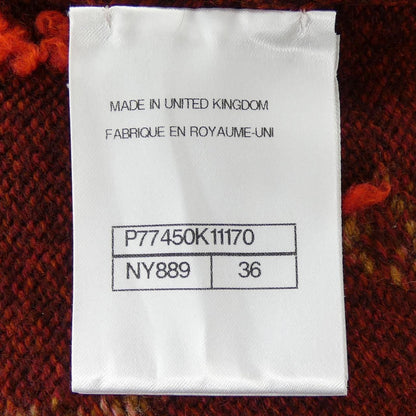 MADE IN UNITED KINGDOM
FABRIQUE EN ROYAUME-UNI
P77450K11170
NY889 36